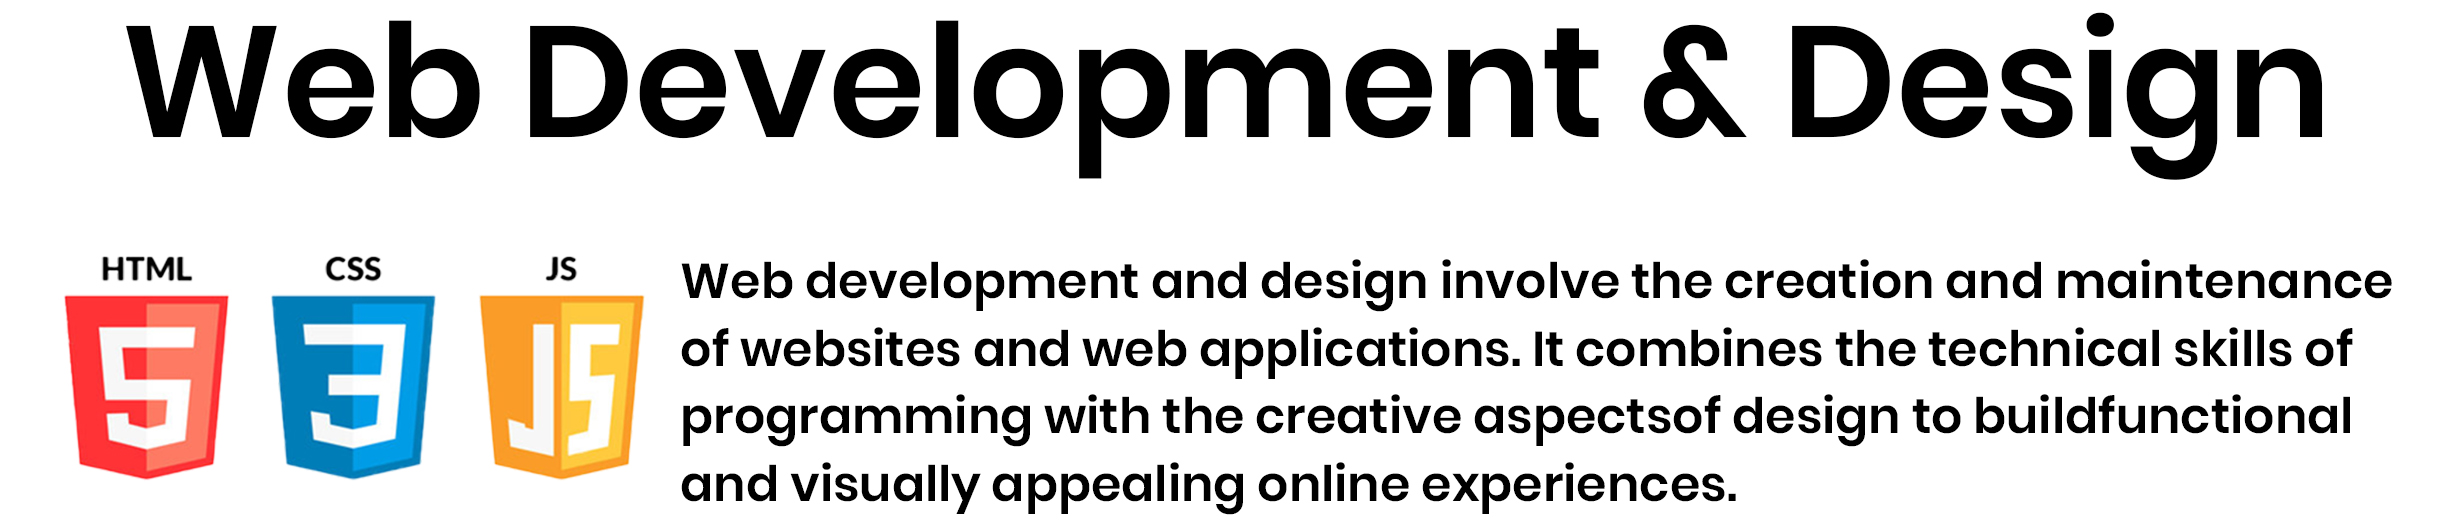 Web Development & Design
HTML CSS JS
5 3 JS
Web development and design involve the creation and maintenance
of websites and web applications. It combines the technical skills of
programming with the creative aspectsof design to buildfunctional
and visually appealing online experiences.